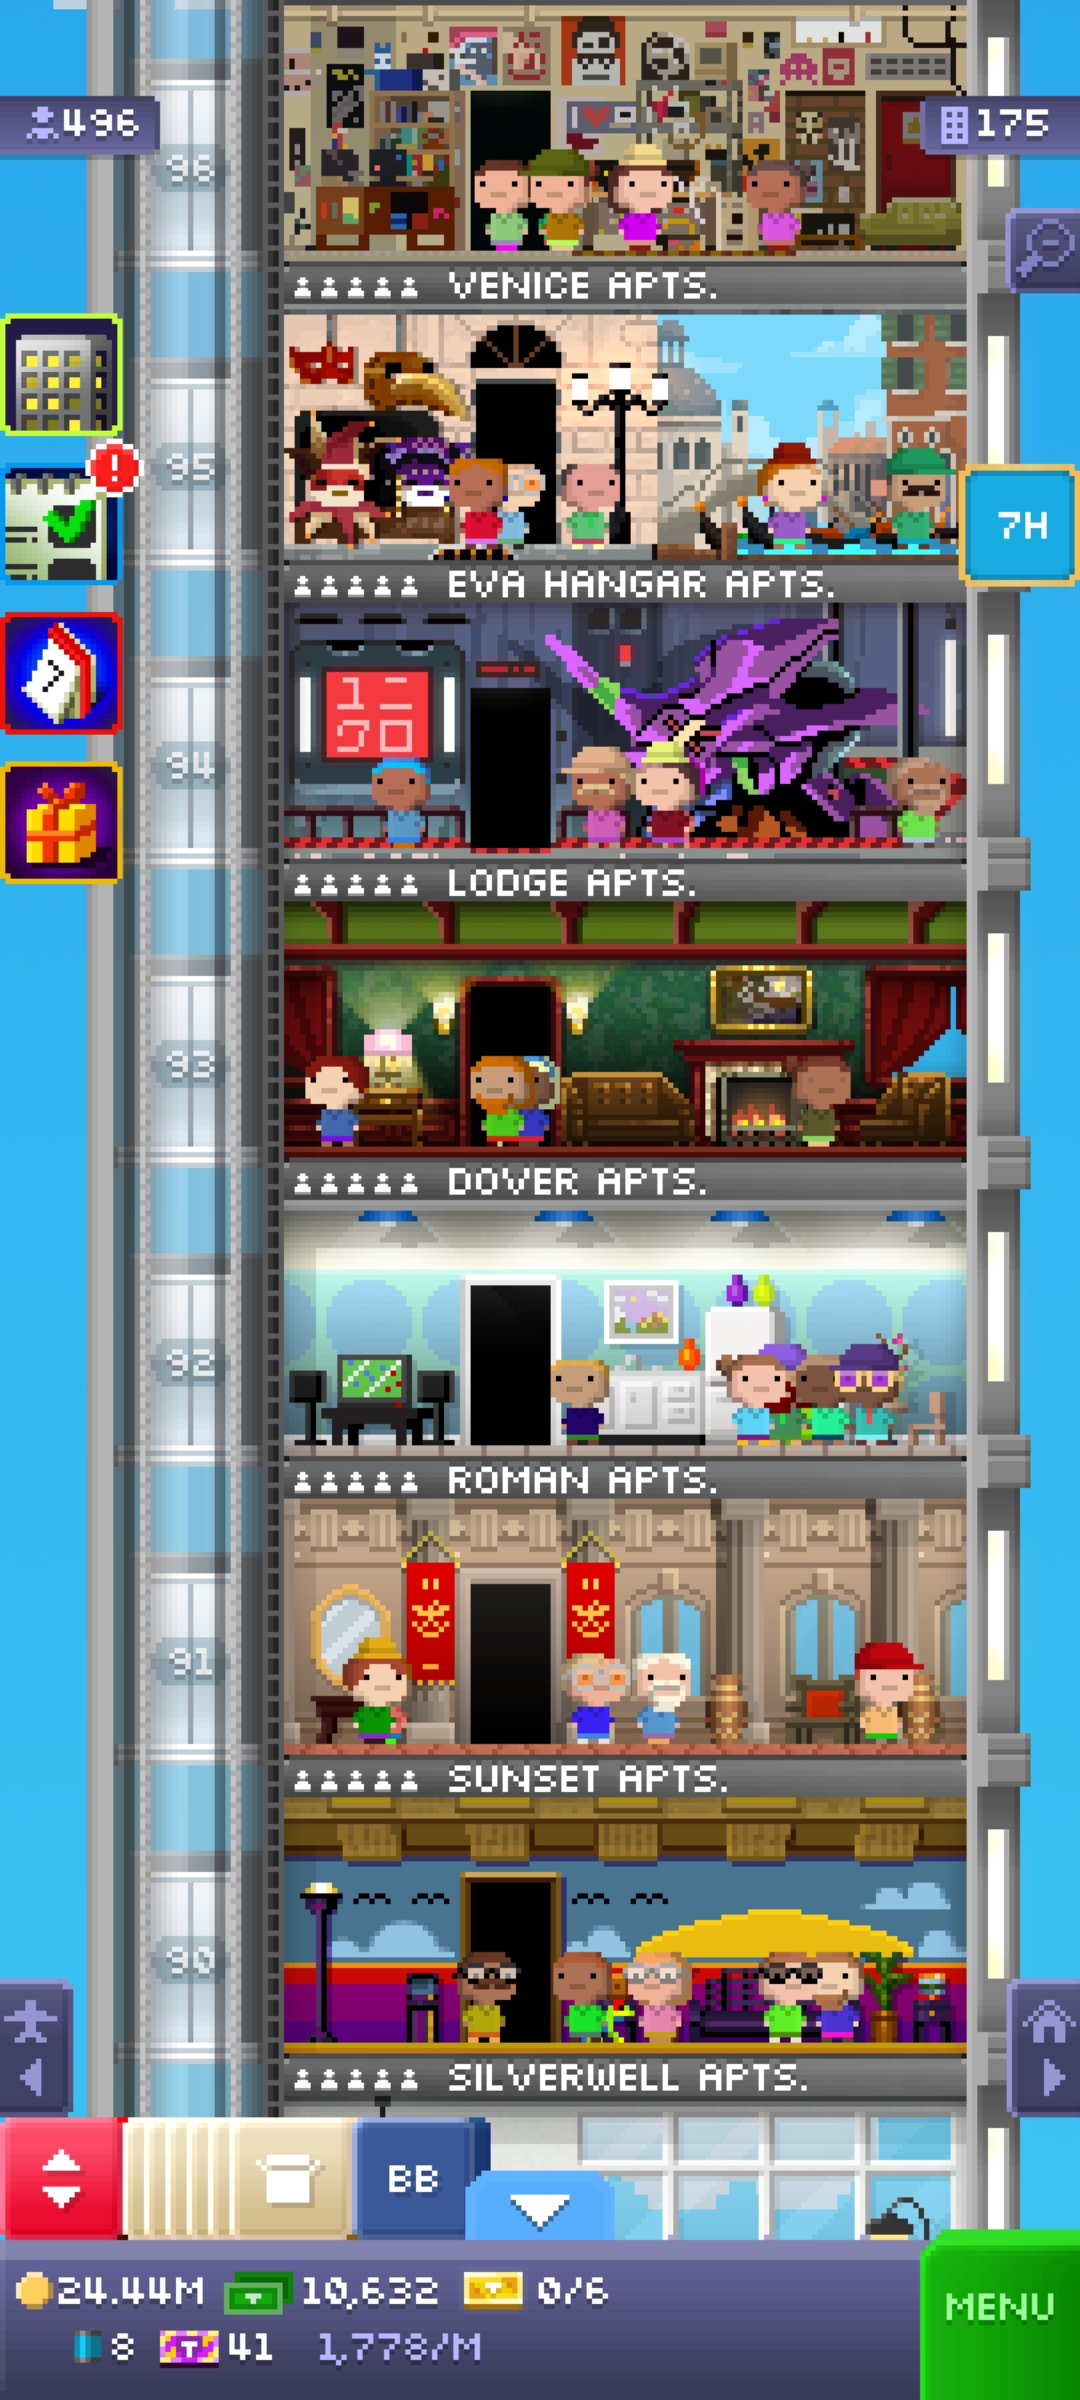 496
175
96
VENICE APTS.
95
7H
EVA HANGAR APTS.
94
LODGE APTS.
93
DOVER APTS.
92
ROMAN APTS.
91
SUNSET APTS.
90
SILVERWELL APTS.
BB
24.44M 10,632 0/6
MENU
8 T 41 1,778/M